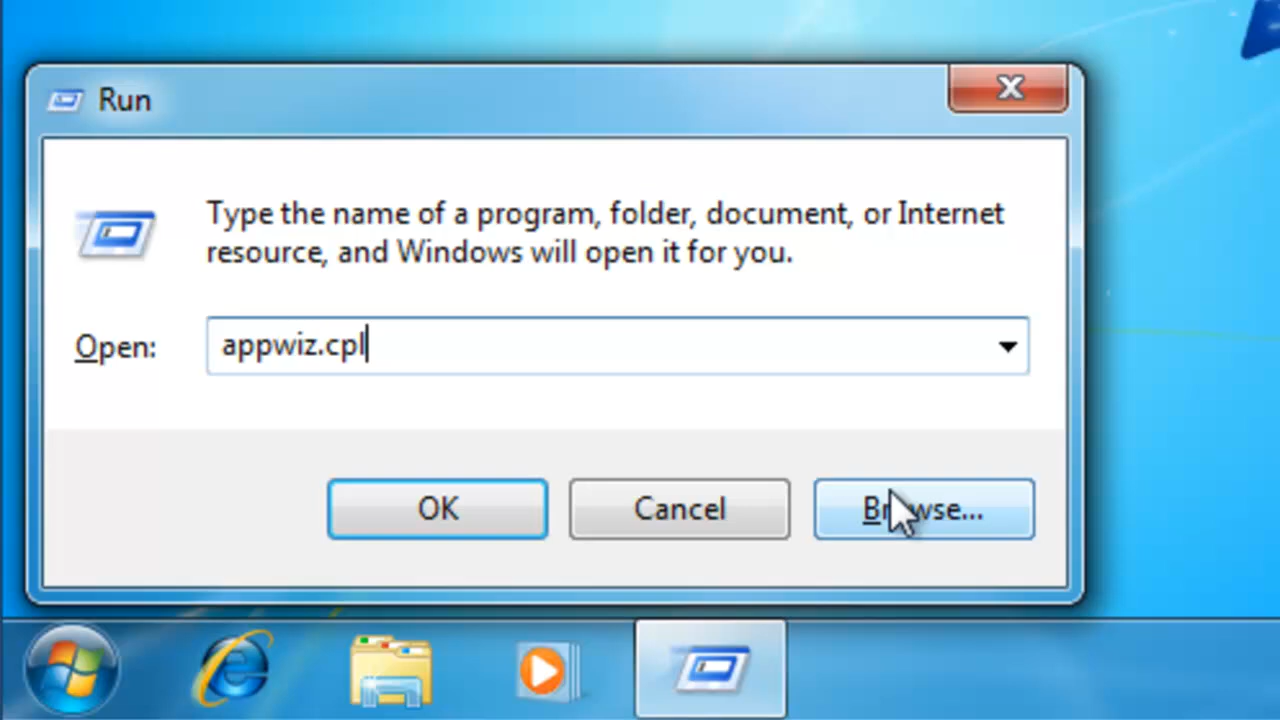 Run
Type the name of a program, folder, document, or Internet
resource, and Windows will open it for you.
Open: appwiz.cpl
OK Cancel Browse...